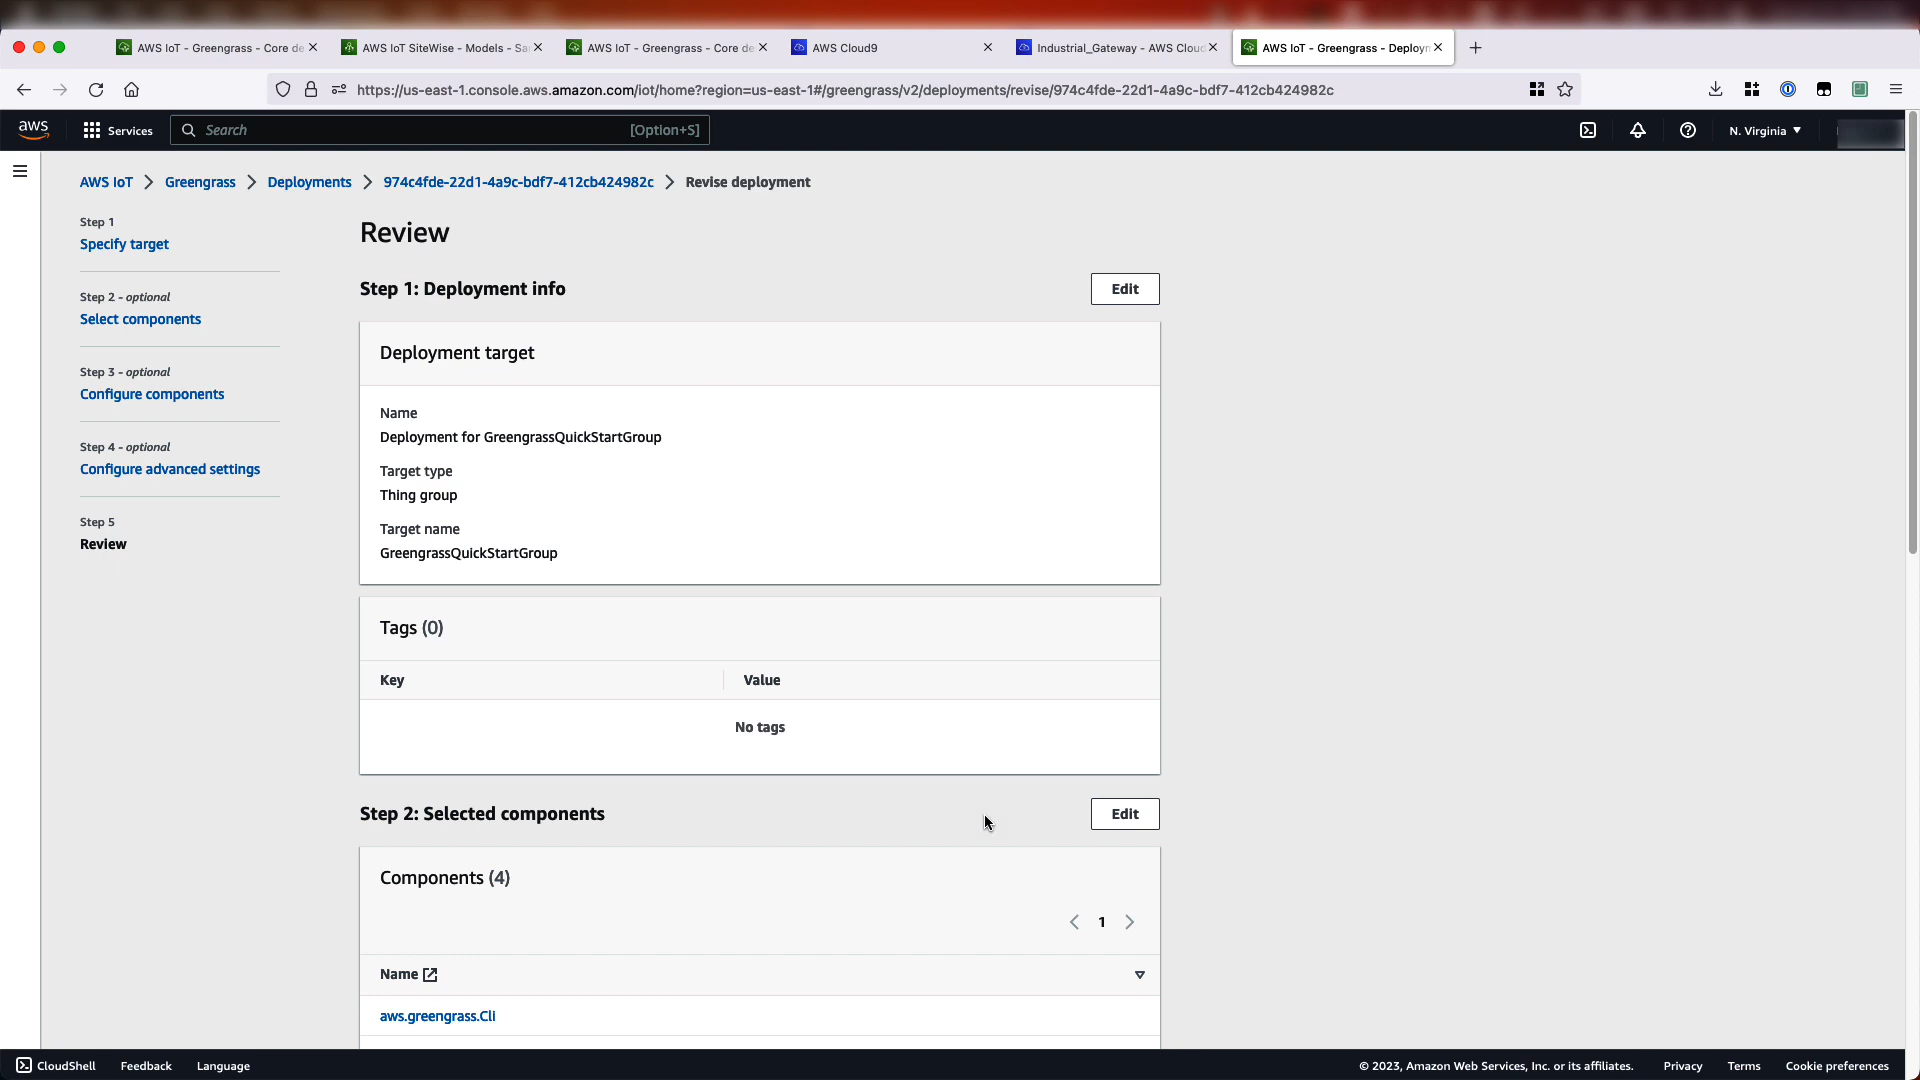 AWS IoT - Greengrass - Core de
AWS IoT SiteWise - Models - Sa
AWS IoT - Greengrass - Core de
AWS Cloud9
Industrial_Gateway - AWS Cloud
AWS IoT - Greengrass - Deploym
https://us-east-1.console.aws.amazon.com/iot/home?region=us-east-1#/greengrass/v2/deployments/revise/974c4fde-22d1-4a9c-bdf7-412cb424982c
aws
Services
Search
[Option+S]
N. Virginia
AWS IoT
Greengrass
Deployments
974c4fde-22d1-4a9c-bdf7-412cb424982c
Revise deployment
Step 1
Specify target
Step 2 - optional
Select components
Step 3 - optional
Configure components
Step 4 - optional
Configure advanced settings
Step 5
Review
Review
Step 1: Deployment info
Edit
Deployment target
Name
Deployment for GreengrassQuickStartGroup
Target type
Thing group
Target name
GreengrassQuickStartGroup
Tags (0)
Key
Value
No tags
Step 2: Selected components
Edit
Components (4)
1
Name
aws.greengrass.Cli
CloudShell
Feedback
Language
© 2023, Amazon Web Services, Inc. or its affiliates.
Privacy
Terms
Cookie preferences